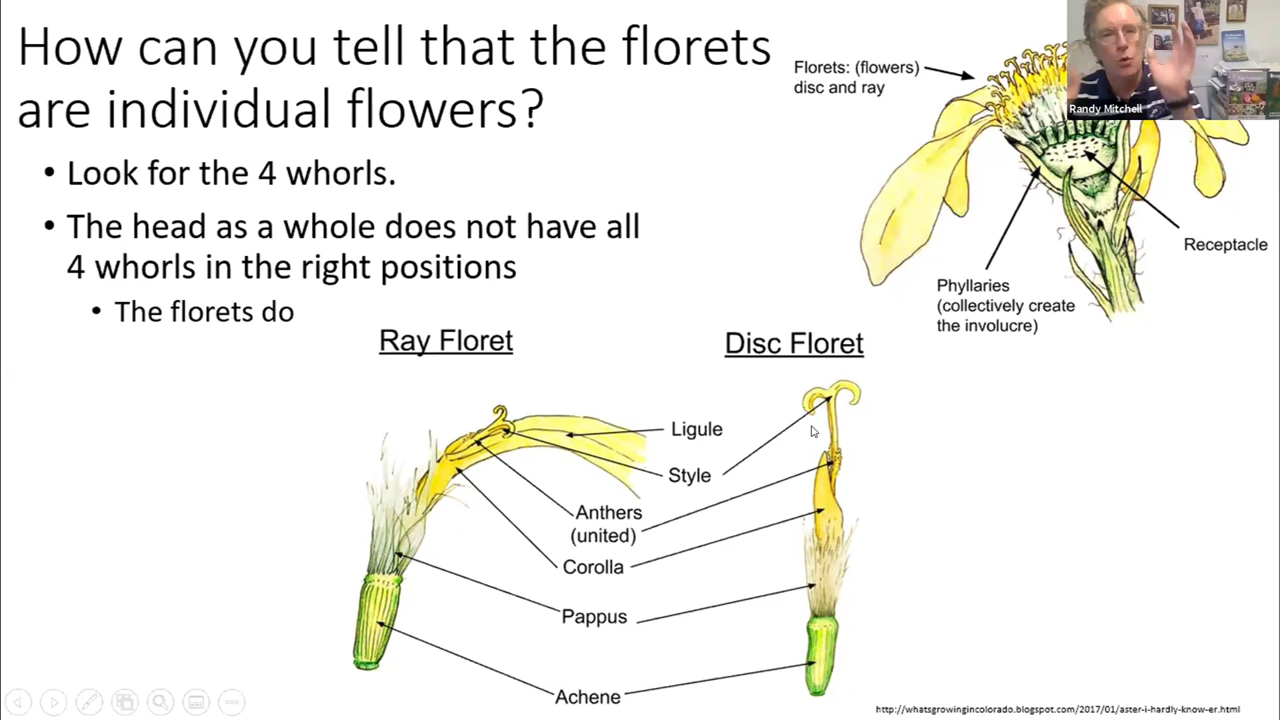 How can you tell that the florets
are individual flowers?
• Look for the 4 whorls.
• The head as a whole does not have all
4 whorls in the right positions
• The florets do
Florets: (flowers)
disc and ray
Randy Mitchell
Receptacle
Phyllaries
(collectively create
the involucre)
Ray Floret
Disc Floret
Ligule
Style
Anthers
(united)
Corolla
Pappus
Achene
http://whatsgrowingincolorado.blogspot.com/2017/01/aster-i-hardly-know-er.html